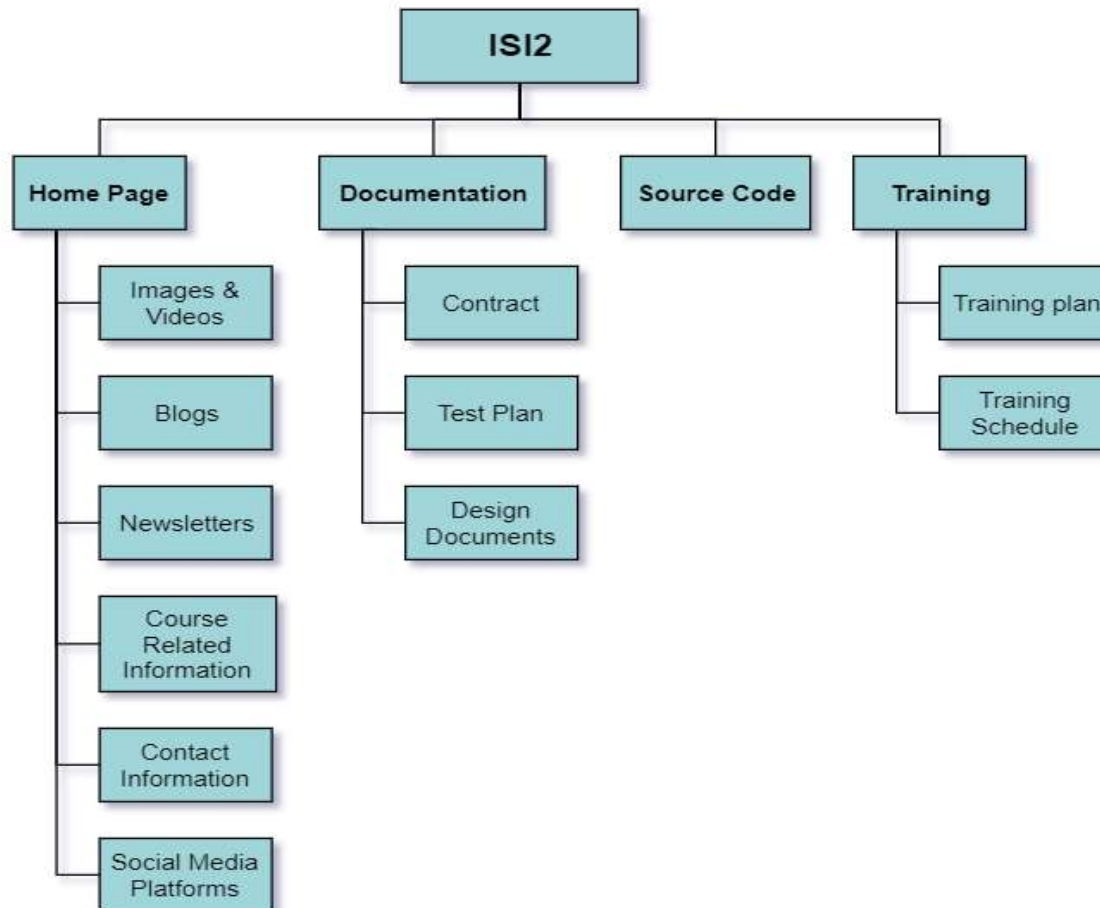 ISI2
Home Page
Documentation
Source Code
Training
Images &
Videos
Blogs
Newsletters
Course
Related
Information
Contact
Information
Social Media
Platforms
Contract
Test Plan
Design
Documents
Training plan
Training
Schedule